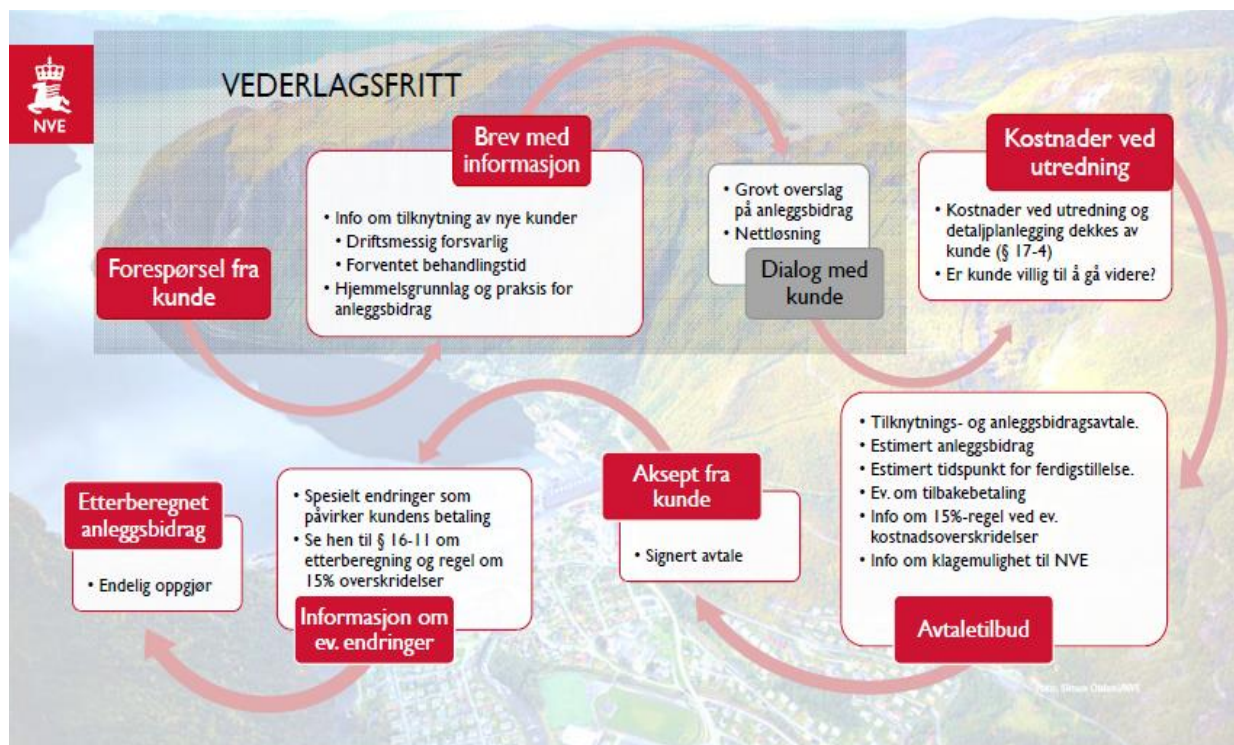 NVE
VEDERLAGSFRITT
Forespørsel fra
kunde
Brev med
informasjon
• Info om tilknytning av nye kunder
• Driftsmessig forsvarlig
• Forventet behandlingstid
• Hjemmelsgrunnlag og praksis for
anleggsbidrag
• Grovt overslag
på anleggsbidrag
• Nettløsning
Dialog med
kunde
Kostnader ved
utredning
• Kostnader ved utredning og
detaljplanlegging dekkes av
kunde (§ 17-4)
• Er kunde villig til å gå videre?
• Tilknytnings- og anleggsbidragsavtale.
• Estimert anleggsbidrag
• Estimert tidspunkt for ferdigstillelse.
• Ev. om tilbakebetaling
• Info om 15%-regel ved ev.
kostnadsoverskridelser
• Info om klagemulighet til NVE
Avtaletilbud
Aksept fra
kunde
• Signert avtale
• Spesielt endringer som
påvirker kundens betaling
• Se hen til § 16-11 om
etterberegning og regel om
15% overskridelser
Informasjon om
ev. endringer
Etterberegnet
anleggsbidrag
• Endelig oppgjør